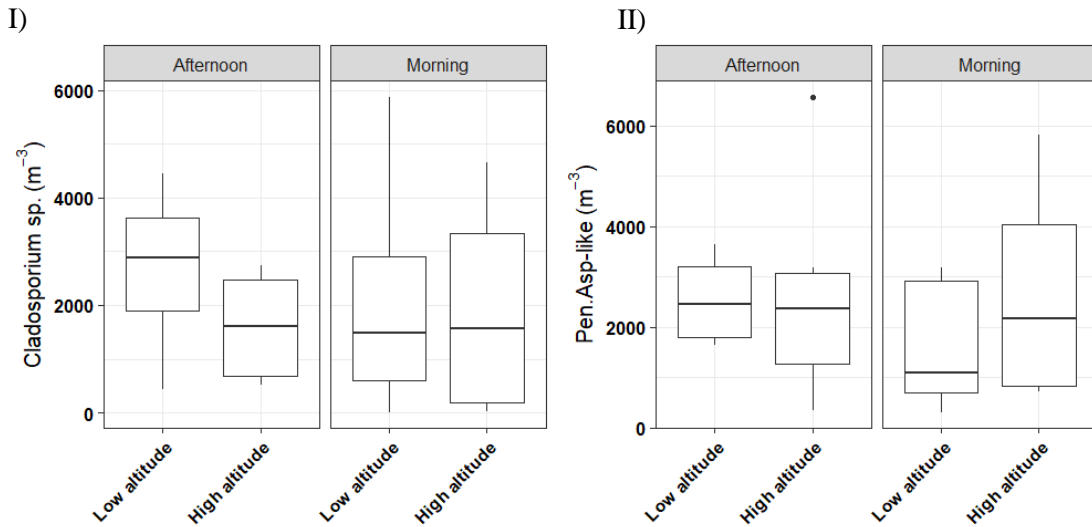 I)
Afternoon
Morning
Cladosporium sp. (m⁻³)
6000
4000
2000
0
Low altitude
High altitude
Low altitude
High altitude
II)
Afternoon
Morning
Pen.Asp-like (m⁻³)
6000
4000
2000
0
Low altitude
High altitude
Low altitude
High altitude